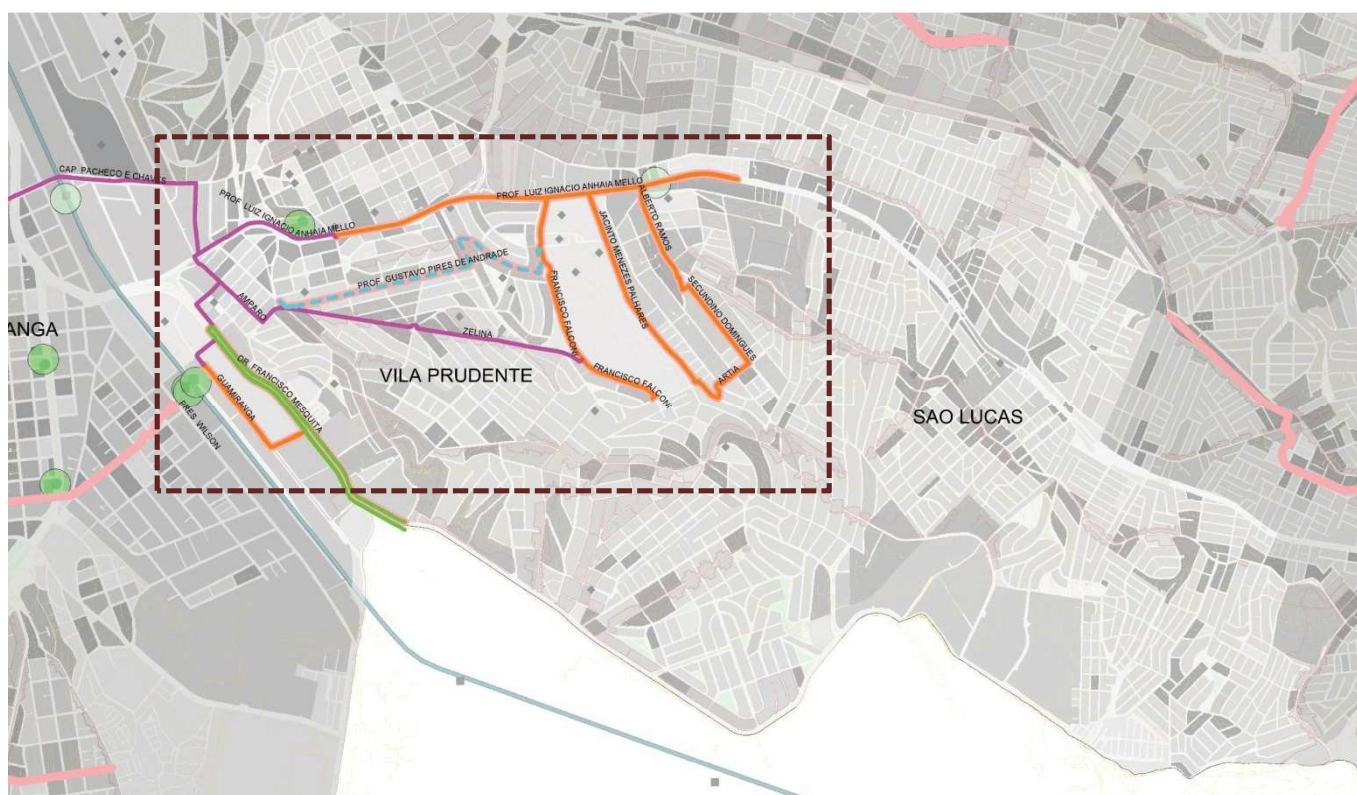 CAP PACHECO E CHAVES
PROF LUIZ IGNACIO ANHAIA MELLO
PROF LUIZ IGNACIO ANHAIA MELLO
ALBERTO RAMOS
JACINTO MENEZES PALHARES
PROF GUSTAVO PIRES DE ANDRADE
FRANCISCO FALCONI
SECUNDINO DOMINGUES
AMPARO
ZELINA
ANGA
DR. FRANCISCO MESQUITA
VILA PRUDENTE
FRANCISCO FALCONI
ARTIA
GUAMIRANGA
PRES. WILSON
SAO LUCAS